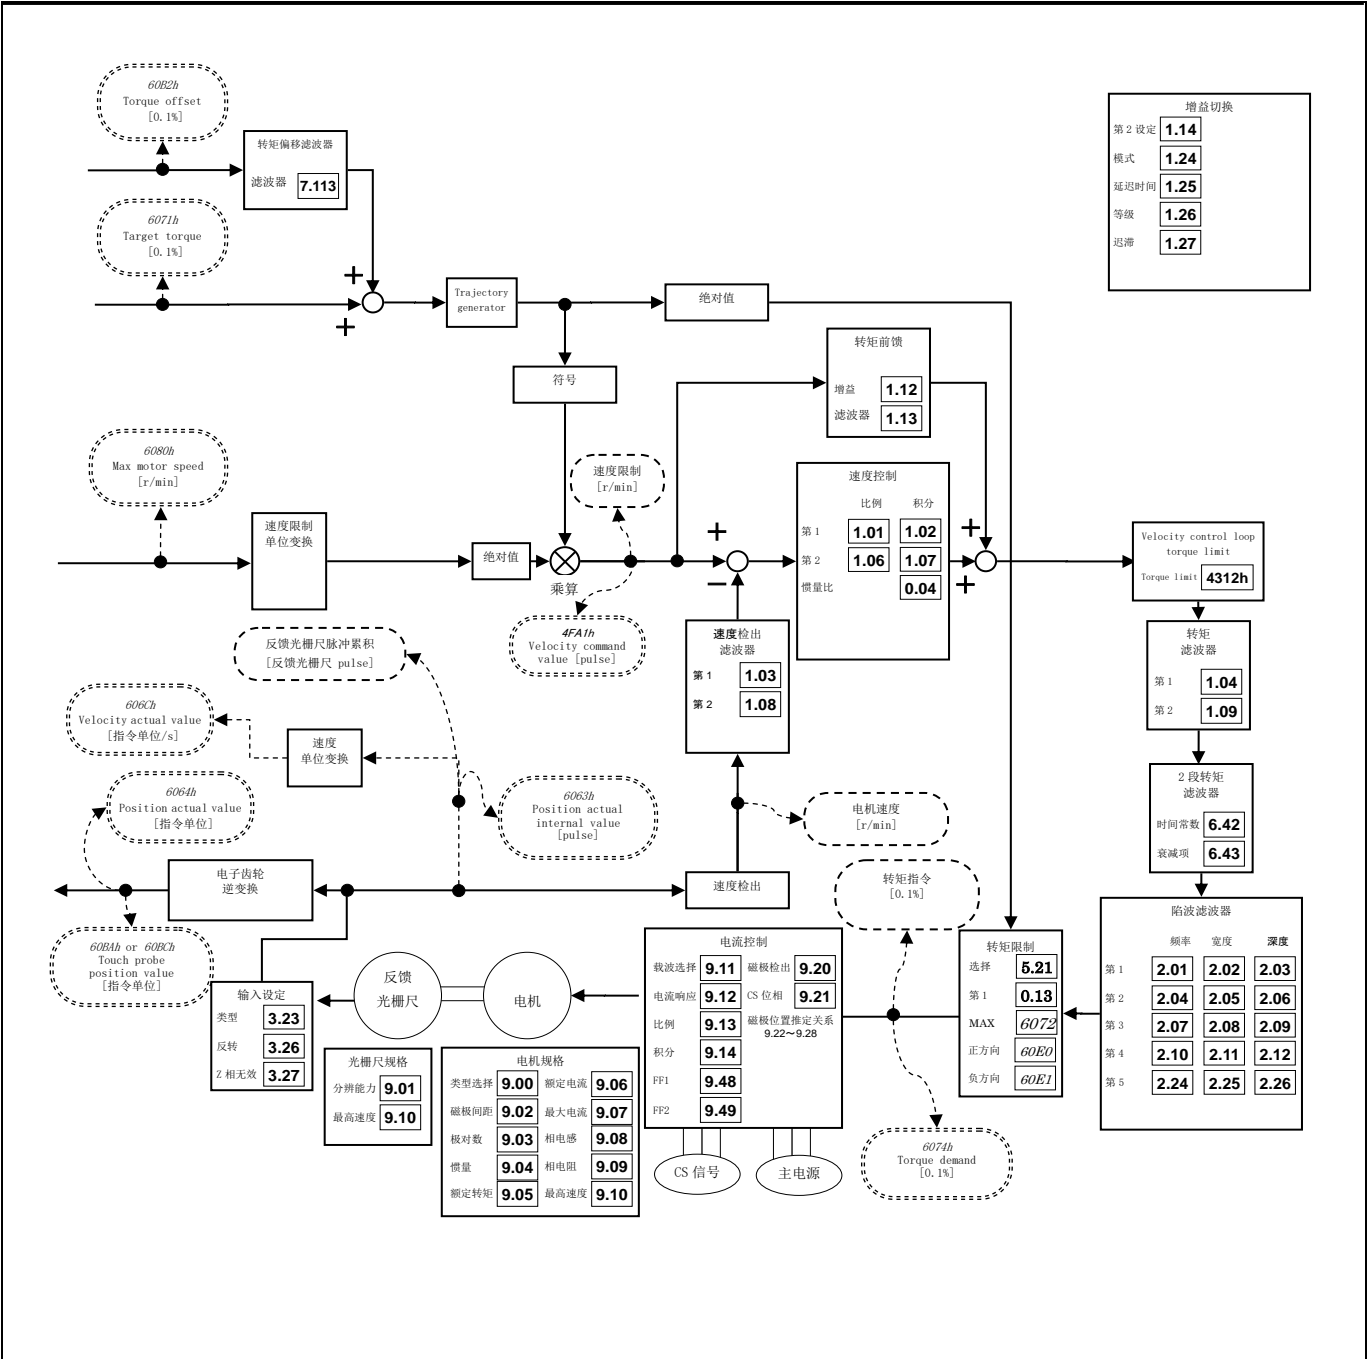 60B2h
Torque offset
[0.1%]
转矩偏移滤波器
滤波器 7.113
6071h
Target torque
[0.1%]
+
+
Trajectory
generator
绝对值
增益切换
第 2 设定 1.14
模式 1.24
延迟时间 1.25
等级 1.26
迟滞 1.27
符号
转矩前馈
增益 1.12
滤波器 1.13
6080h
Max motor speed
[r/min]
速度限制
单位变换
绝对值
乘算
速度限制
[r/min]
4FA1h
Velocity command
value [pulse]
+
−
速度控制
比例 积分
第 1 1.01 1.02
第 2 1.06 1.07
惯量比 0.04
+
+
Velocity control loop
torque limit
Torque limit 4312h
转矩
滤波器
第 1 1.04
第 2 1.09
速度检出
滤波器
第 1 1.03
第 2 1.08
反馈光栅尺脉冲累积
[反馈光栅尺 pulse]
606Ch
Velocity actual value
[指令单位/s]
速度
单位变换
6064h
Position actual value
[指令单位]
6063h
Position actual
internal value
[pulse]
电机速度
[r/min]
2 段转矩
滤波器
时间常数 6.42
衰减项 6.43
电子齿轮
逆变换
速度检出
转矩指令
[0.1%]
60BAh or 60BCh
Touch probe
position value
[指令单位]
输入设定
类型 3.23
反转 3.26
Z 相无效 3.27
反馈
光栅尺
电机
光栅尺规格
分辨能力 9.01
最高速度 9.10
电机规格
类型选择 9.00 额定电流 9.06
磁极间距 9.02 最大电流 9.07
极对数 9.03 相电感 9.08
惯量 9.04 相电阻 9.09
额定转矩 9.05 最高速度 9.10
电流控制
载波选择 9.11 磁极检出 9.20
电流响应 9.12 CS 位相 9.21
比例 9.13 磁极位置推定关系
9.22～9.28
积分 9.14
FF1 9.48
FF2 9.49
CS 信号
主电源
转矩限制
选择 5.21
第 1 0.13
MAX 6072
正方向 60E0
负方向 60E1
6074h
Torque demand
[0.1%]
陷波滤波器
频率 宽度 深度
第 1 2.01 2.02 2.03
第 2 2.04 2.05 2.06
第 3 2.07 2.08 2.09
第 4 2.10 2.11 2.12
第 5 2.24 2.25 2.26